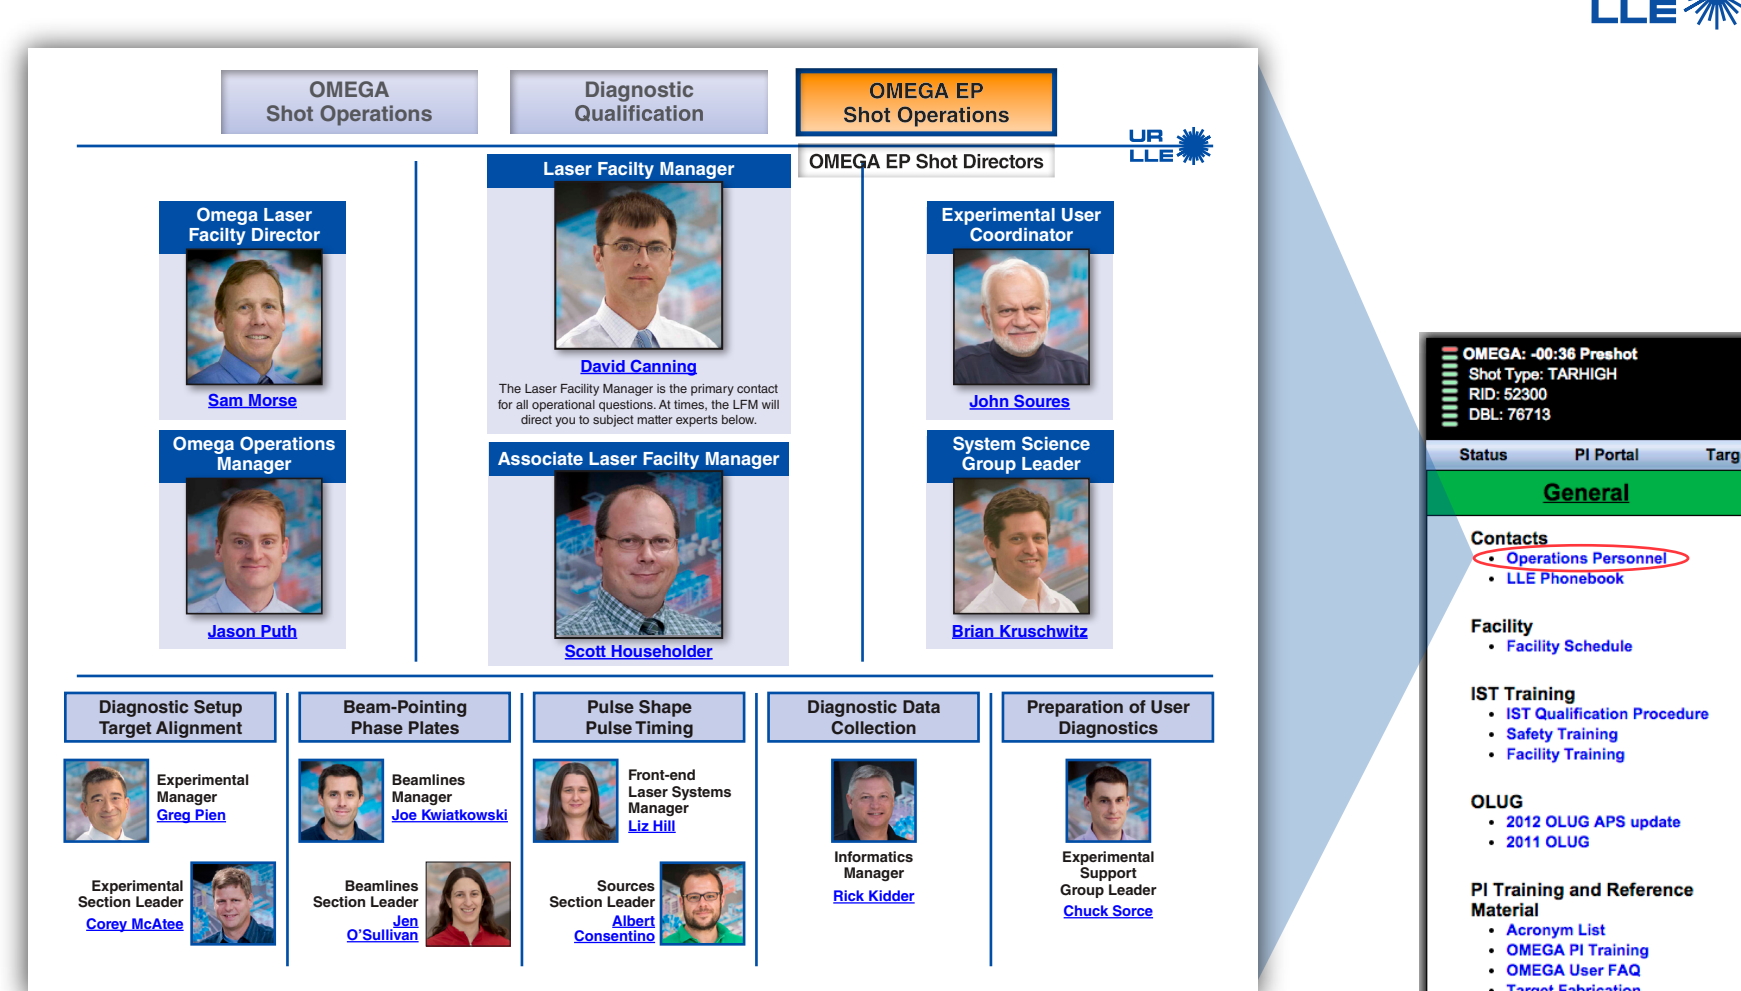 LLE
OMEGA
Shot Operations
Diagnostic
Qualification
OMEGA EP
Shot Operations
OMEGA EP Shot Directors
UR
LLE
Laser Facilty Manager
David Canning
The Laser Facility Manager is the primary contact
for all operational questions. At times, the LFM will
direct you to subject matter experts below.
Omega Laser
Facilty Director
Sam Morse
Experimental User
Coordinator
John Soures
Omega Operations
Manager
Jason Puth
Associate Laser Facilty Manager
Scott Householder
System Science
Group Leader
Brian Kruschwitz
Diagnostic Setup
Target Alignment
Experimental
Manager
Greg Pien
Experimental
Section Leader
Corey McAtee
Beam-Pointing
Phase Plates
Beamlines
Manager
Joe Kwiatkowski
Beamlines
Section Leader
Jen
O’Sullivan
Pulse Shape
Pulse Timing
Front-end
Laser Systems
Manager
Liz Hill
Sources
Section Leader
Albert
Consentino
Diagnostic Data
Collection
Informatics
Manager
Rick Kidder
Preparation of User
Diagnostics
Experimental
Support
Group Leader
Chuck Sorce
OMEGA: -00:36 Preshot
Shot Type: TARHIGH
RID: 52300
DBL: 76713
Status PI Portal Targ
General
Contacts
• Operations Personnel
• LLE Phonebook
Facility
• Facility Schedule
IST Training
• IST Qualification Procedure
• Safety Training
• Facility Training
OLUG
• 2012 OLUG APS update
• 2011 OLUG
PI Training and Reference
Material
• Acronym List
• OMEGA PI Training
• OMEGA User FAQ
• Target Fabrication